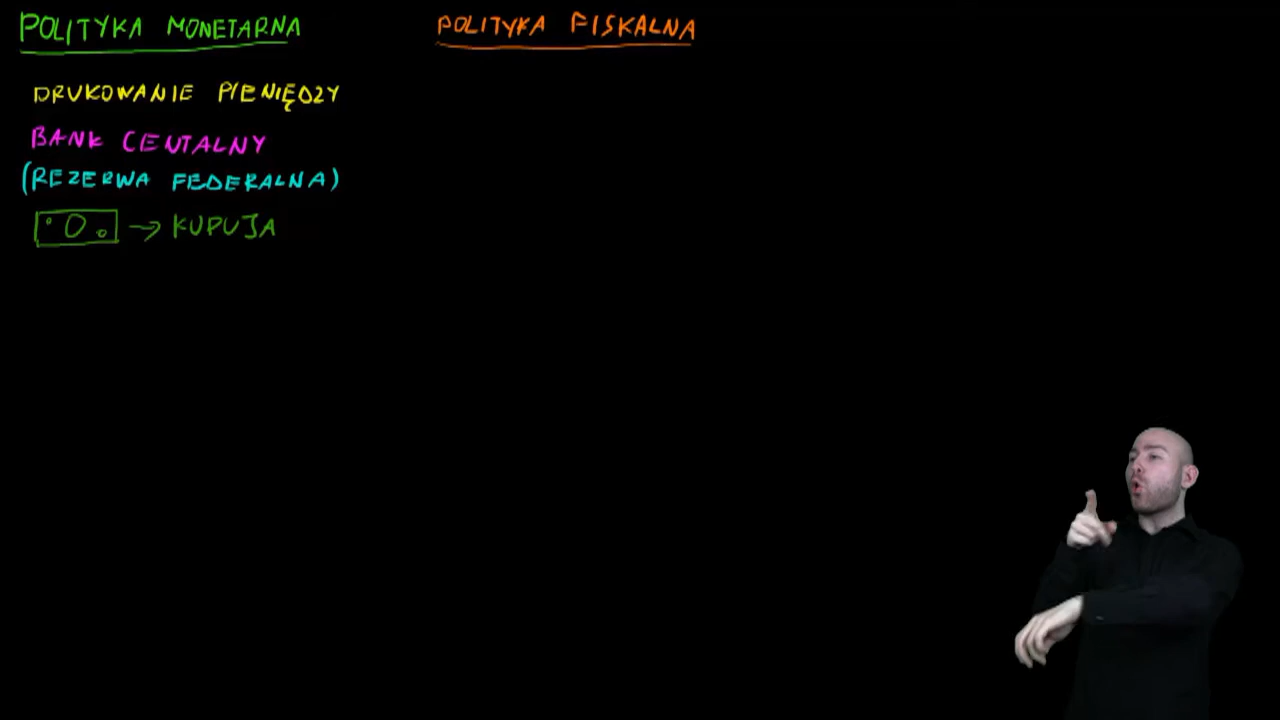 POLITYKA MONETARNA
POLITYKA FISKALNA
DRUKOWANIE PIENIĘDZY
BANK CENTALNY
(REZERWA FEDERALNA)
→ KUPUJA